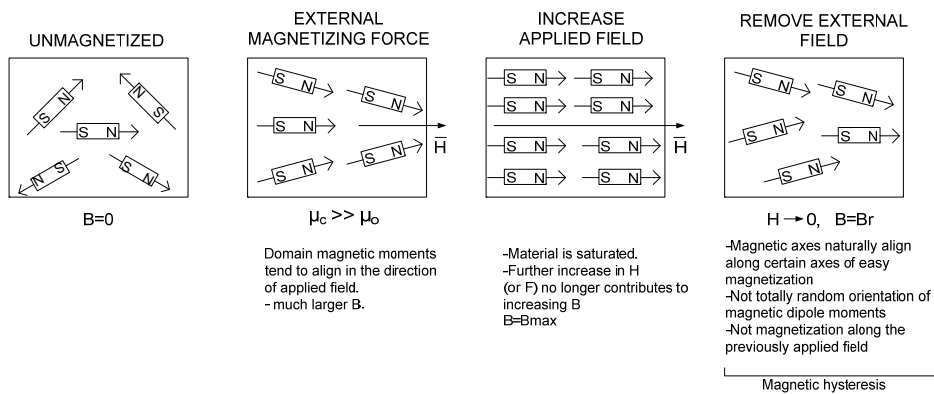 UNMAGNETIZED
S N
N S
S N
N S
S N
B=0
EXTERNAL
MAGNETIZING FORCE
S N
S N
S N
S N
S N
H̅
μc >> μo
Domain magnetic moments
tend to align in the direction
of applied field.
- much larger B.
INCREASE
APPLIED FIELD
S N S N
S N S N
H̅
S N S N
S N S N
-Material is saturated.
-Further increase in H
(or F) no longer contributes to
increasing B
B=Bmax
REMOVE EXTERNAL
FIELD
S N
S N
S N
S N
S N
H → 0, B=Br
-Magnetic axes naturally align
along certain axes of easy
magnetization
-Not totally random orientation of
magnetic dipole moments
-Not magnetization along the
previously applied field
Magnetic hysteresis